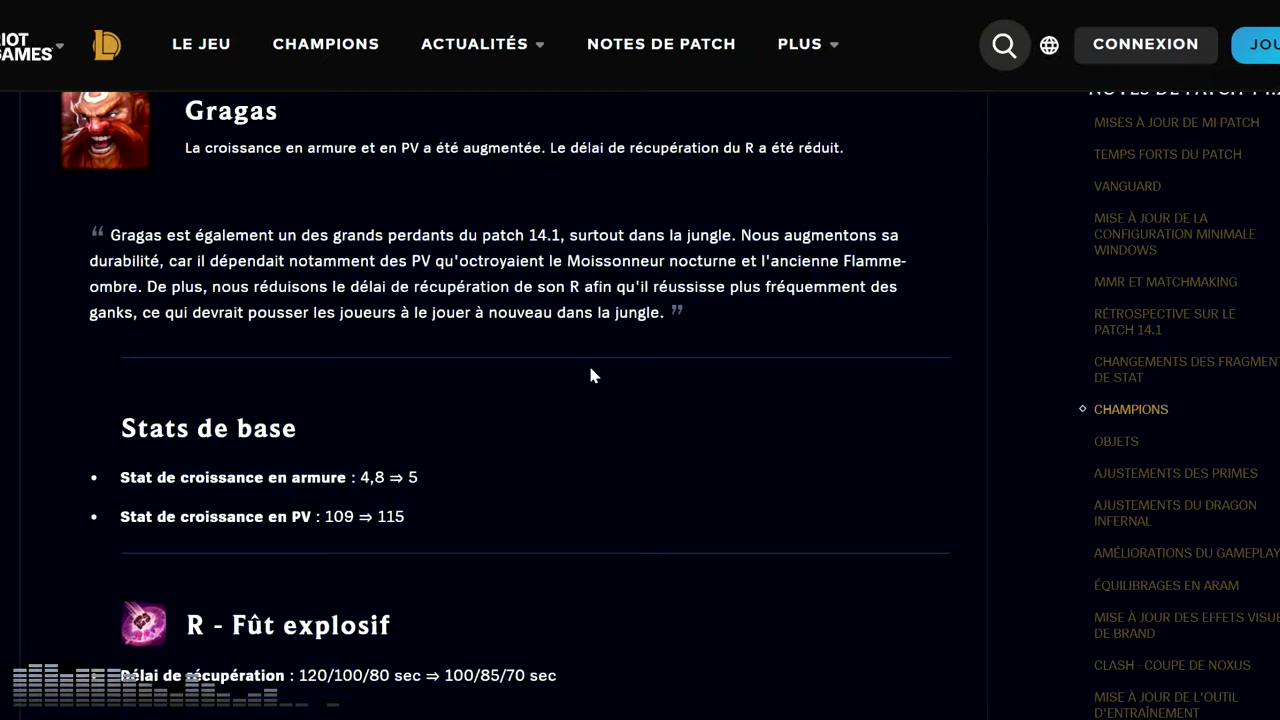 RIOT GAMES
LE JEU
CHAMPIONS
ACTUALITÉS
NOTES DE PATCH
PLUS
CONNEXION
JOU
Gragas
La croissance en armure et en PV a été augmentée. Le délai de récupération du R a été réduit.
“ Gragas est également un des grands perdants du patch 14.1, surtout dans la jungle. Nous augmentons sa
durabilité, car il dépendait notamment des PV qu'octroyaient le Moissonneur nocturne et l'ancienne Flamme-
ombre. De plus, nous réduisons le délai de récupération de son R afin qu'il réussisse plus fréquemment des
ganks, ce qui devrait pousser les joueurs à le jouer à nouveau dans la jungle. ”
Stats de base
• Stat de croissance en armure : 4,8 ⇒ 5
• Stat de croissance en PV : 109 ⇒ 115
R - Fût explosif
Délai de récupération : 120/100/80 sec ⇒ 100/85/70 sec
NOTES DE PATCH
MISES À JOUR DE MI-PATCH
TEMPS FORTS DU PATCH
VANGUARD
MISE À JOUR DE LA
CONFIGURATION MINIMALE
WINDOWS
MMR ET MATCHMAKING
RÉTROSPECTIVE SUR LE
PATCH 14.1
CHANGEMENTS DES FRAGMENT
DE STAT
CHAMPIONS
OBJETS
AJUSTEMENTS DES PRIMES
AJUSTEMENTS DU DRAGON
INFERNAL
AMÉLIORATIONS DU GAMEPLAY
ÉQUILIBRAGES EN ARAM
MISE À JOUR DES EFFETS VISUE
DE BRAND
CLASH - COUPE DE NOXUS
MISE À JOUR DE L'OUTIL
D'ENTRAÎNEMENT